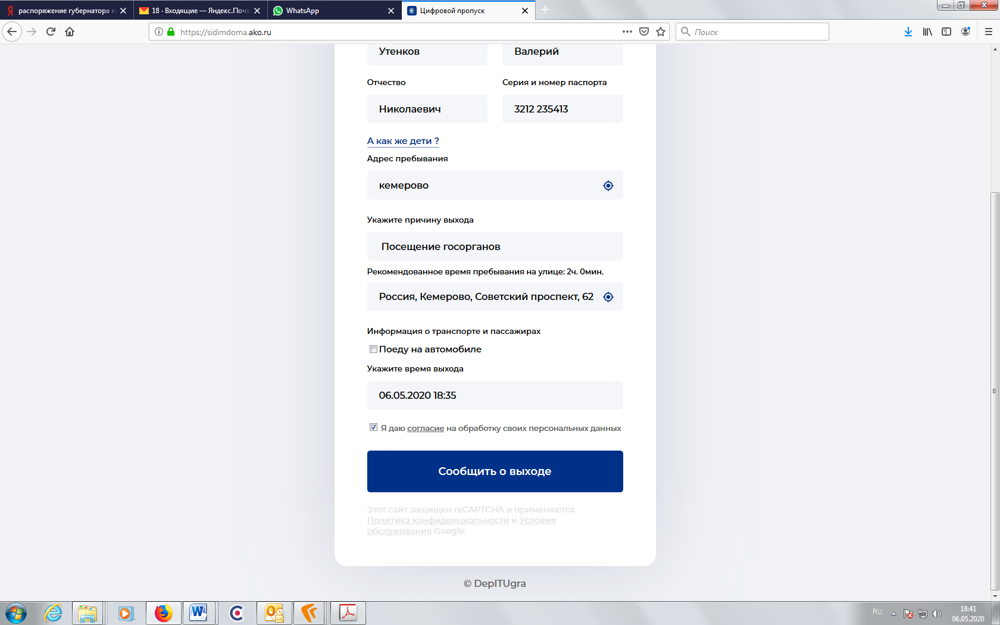 распоряжение губернатора к
18 · Входящие — Яндекс.Почт
WhatsApp
Цифровой пропуск
https://sidimdoma.ako.ru
Поиск
Утенков
Валерий
Отчество
Серия и номер паспорта
Николаевич
3212 235413
А как же дети ?
Адрес пребывания
кемерово
Укажите причину выхода
Посещение госорганов
Рекомендованное время пребывания на улице: 2ч. 0мин.
Россия, Кемерово, Советский проспект, 62
Информация о транспорте и пассажирах
Поеду на автомобиле
Укажите время выхода
06.05.2020 18:35
Я даю согласие на обработку своих персональных данных
Сообщить о выходе
Этот сайт защищен reCAPTCHA и применяются
Политика конфиденциальности и Условия
обслуживания Google.
© DepITUgra
RU
18:41
06.05.2020